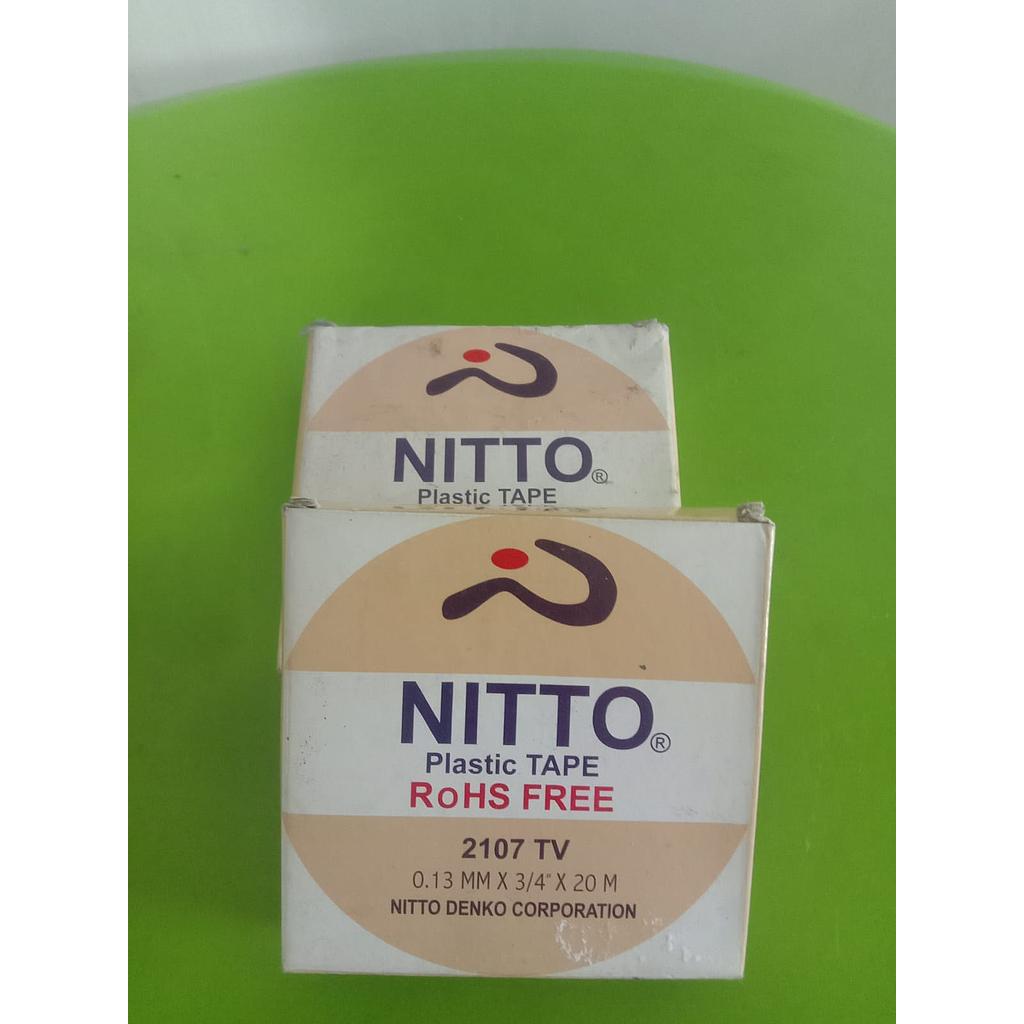 NITTO®
Plastic TAPE
NITTO®
Plastic TAPE
RoHS FREE
2107 TV
0.13 MM X 3/4" X 20 M
NITTO DENKO CORPORATION